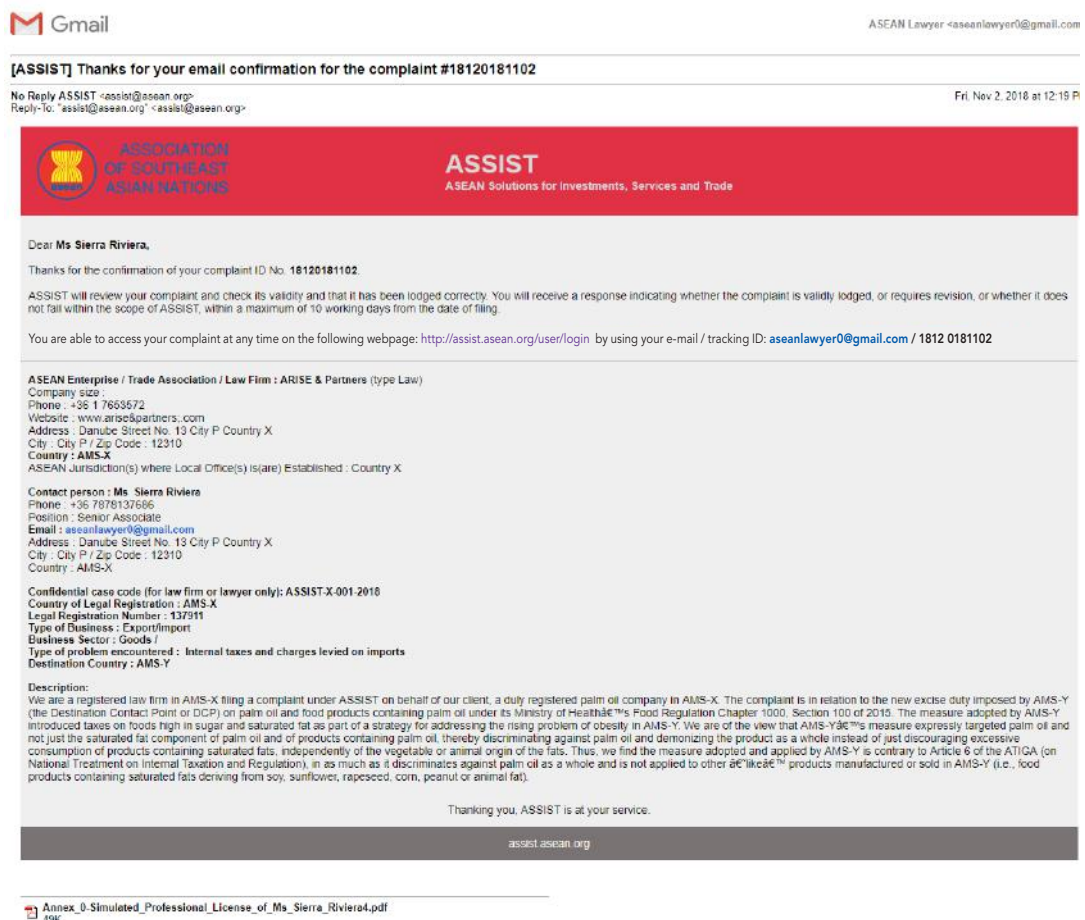 Gmail
ASEAN Lawyer <aseanlawyer0@gmail.com
[ASSIST] Thanks for your email confirmation for the complaint #18120181102
No Reply ASSIST <assist@asean.org>
Fri, Nov 2, 2018 at 12:19 P
Reply-To: "assist@asean.org" <assist@asean.org>
ASSOCIATION
OF SOUTHEAST
ASIAN NATIONS
asean
ASSIST
ASEAN Solutions for Investments, Services and Trade
Dear Ms Sierra Riviera,
Thanks for the confirmation of your complaint ID No. 18120181102.
ASSIST will review your complaint and check its validity and that it has been lodged correctly. You will receive a response indicating whether the complaint is validly lodged, or requires revision, or whether it does
not fall within the scope of ASSIST, within a maximum of 10 working days from the date of filing.
You are able to access your complaint at any time on the following webpage: http://assist.asean.org/user/login by using your e-mail / tracking ID: aseanlawyer0@gmail.com / 1812 0181102
ASEAN Enterprise / Trade Association / Law Firm : ARISE & Partners (type Law)
Company size :
Phone : +36 1 7653572
Website : www.arise&partners;.com
Address : Danube Street No. 13 City P Country X
City : City P / Zip Code : 12310
Country : AMS-X
ASEAN Jurisdiction(s) where Local Office(s) is(are) Established : Country X
Contact person : Ms Sierra Riviera
Phone : +36 7878137686
Position : Senior Associate
Email : aseanlawyer0@gmail.com
Address : Danube Street No. 13 City P Country X
City : City P / Zip Code : 12310
Country : AMS-X
Confidential case code (for law firm or lawyer only): ASSIST-X-001-2018
Country of Legal Registration : AMS-X
Legal Registration Number : 137911
Type of Business : Export/Import
Business Sector : Goods /
Type of problem encountered : Internal taxes and charges levied on imports
Destination Country : AMS-Y
Description:
We are a registered law firm in AMS-X filing a complaint under ASSIST on behalf of our client, a duly registered palm oil company in AMS-X. The complaint is in relation to the new excise duty imposed by AMS-Y
(the Destination Contact Point or DCP) on palm oil and food products containing palm oil under its Ministry of Healthâ€™s Food Regulation Chapter 1000, Section 100 of 2015. The measure adopted by AMS-Y
introduced taxes on foods high in sugar and saturated fat as part of a strategy for addressing the rising problem of obesity in AMS-Y. We are of the view that AMS-Yâ€™s measure expressly targeted palm oil and
not just the saturated fat component of palm oil and of products containing palm oil, thereby discriminating against palm oil and demonizing the product as a whole instead of just discouraging excessive
consumption of products containing saturated fats, independently of the vegetable or animal origin of the fats. Thus, we find the measure adopted and applied by AMS-Y is contrary to Article 6 of the ATIGA (on
National Treatment on Internal Taxation and Regulation), in as much as it discriminates against palm oil as a whole and is not applied to other â€˜likeâ€™ products manufactured or sold in AMS-Y (i.e., food
products containing saturated fats deriving from soy, sunflower, rapeseed, corn, peanut or animal fat).
Thanking you, ASSIST is at your service.
assist.asean.org
Annex_0-Simulated_Professional_License_of_Ms_Sierra_Riviera4.pdf
49K